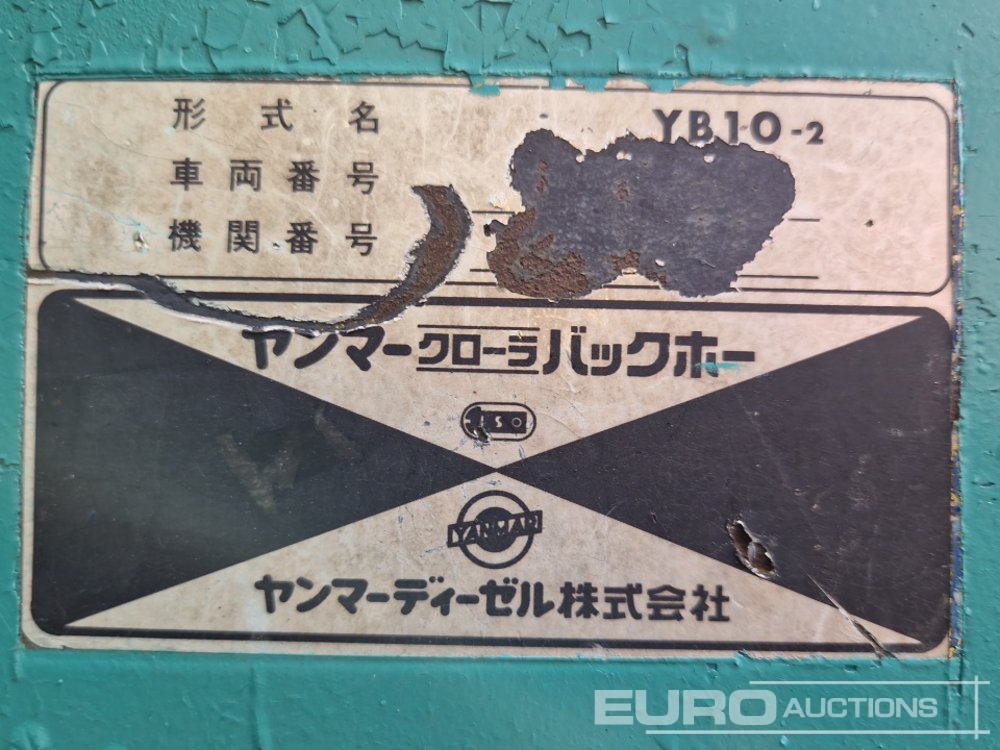 形式名 YB10-2
車両番号
機関番号
ヤンマークローラバックホー
ISO
YANMAR
ヤンマーディーゼル株式会社
EURO AUCTIONS